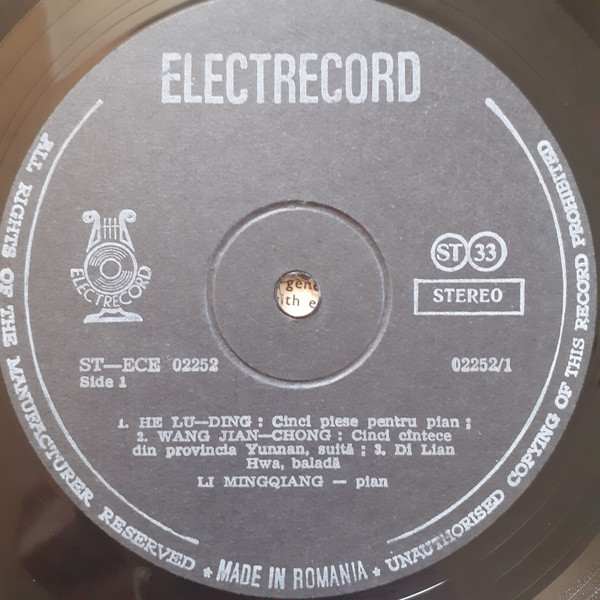 ELECTRECORD
ELECTRECORD
ST 33
STEREO
gene
ith e
ST—ECE 02252
02252/1
Side 1
1. HE LU—DING : Cinci piese pentru pian ;
2. WANG JIAN—CHONG : Cinci cîntece
din provincia Yunnan, suită ; 3. Di Lian
Hwa, baladă
LI MINGQIANG — pian
ALL RIGHTS OF THE MANUFACTURER RESERVED * MADE IN ROMANIA * UNAUTHORISED COPYING OF THIS RECORD PROHIBITED